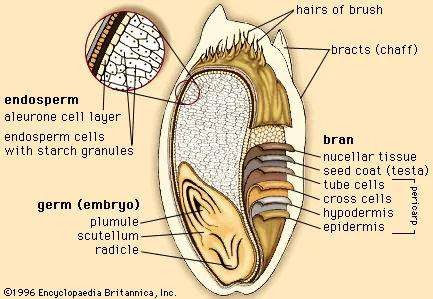 hairs of brush
bracts (chaff)
endosperm
aleurone cell layer
endosperm cells
with starch granules
bran
nucellar tissue
seed coat (testa)
tube cells
cross cells
hypodermis
epidermis
pericarp
germ (embryo)
plumule
scutellum
radicle
©1996 Encyclopaedia Britannica, Inc.